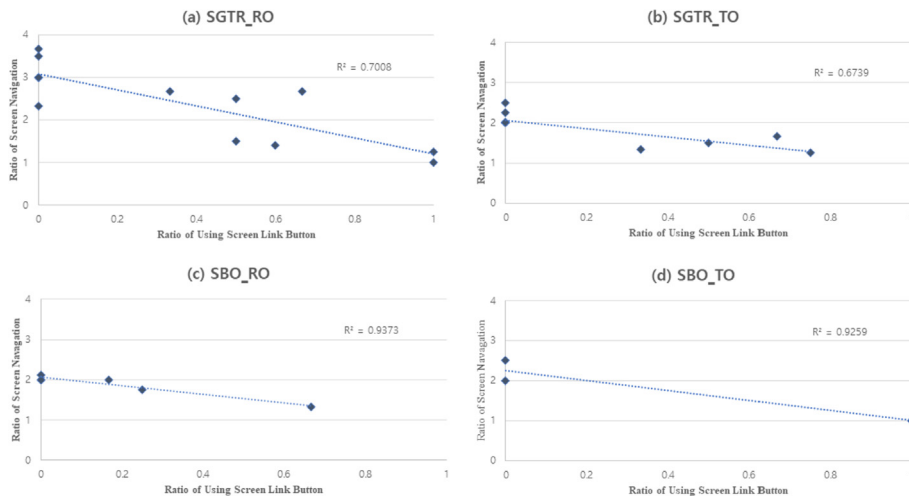 (a) SGTR_RO
Ratio of Screen Navigation
4
3
2
1
0
R² = 0.7008
0
0.2
0.4
0.6
0.8
1
Ratio of Using Screen Link Button
(b) SGTR_TO
Ratio of Screen Navagation
4
3
2
1
0
R² = 0.6739
0
0.2
0.4
0.6
0.8
1
Ratio of Using Screen Link Button
(c) SBO_RO
Ratio of Screen Navagation
4
3
2
1
0
R² = 0.9373
0
0.2
0.4
0.6
0.8
1
Ratio of Using Screen Link Button
(d) SBO_TO
Ratio of Screen Navagation
4
3
2
1
0
R² = 0.9259
0
0.2
0.4
0.6
0.8
1
Ratio of Using Screen Link Button